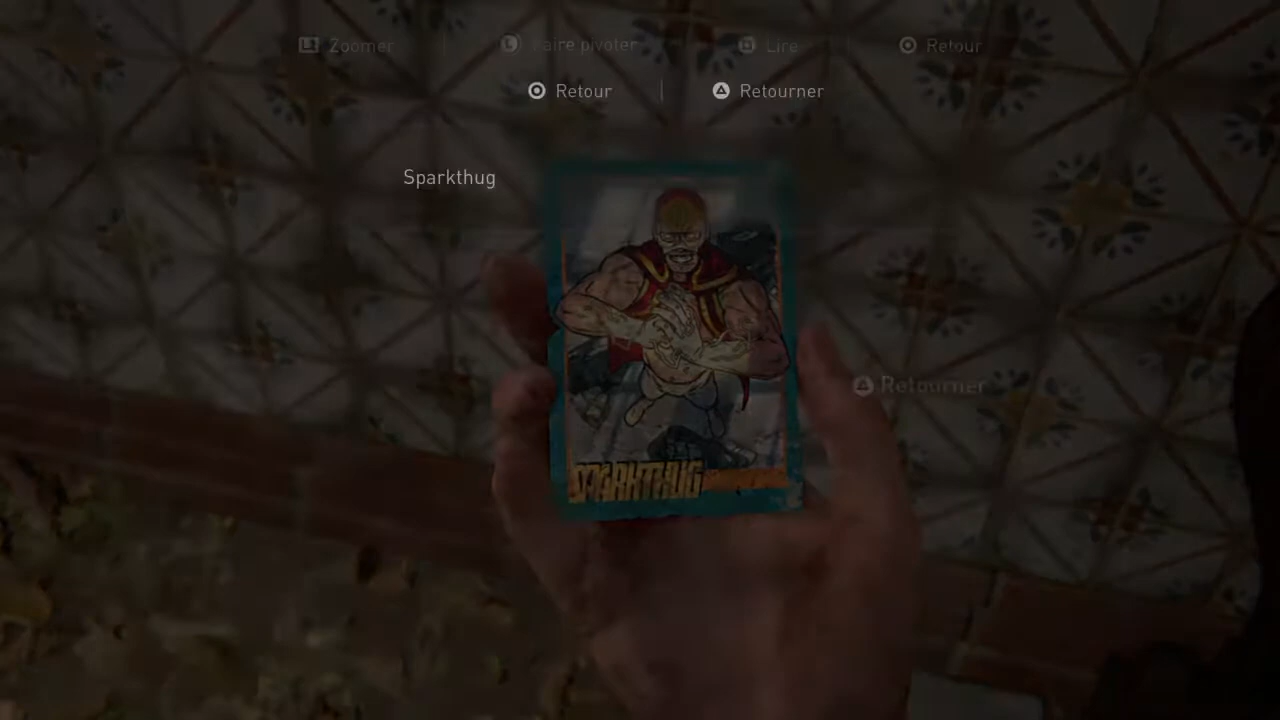 Zoomer
Faire pivoter
Lire
Retour
Retour
Retourner
Sparkthug
Retourner
SPARKTHUG